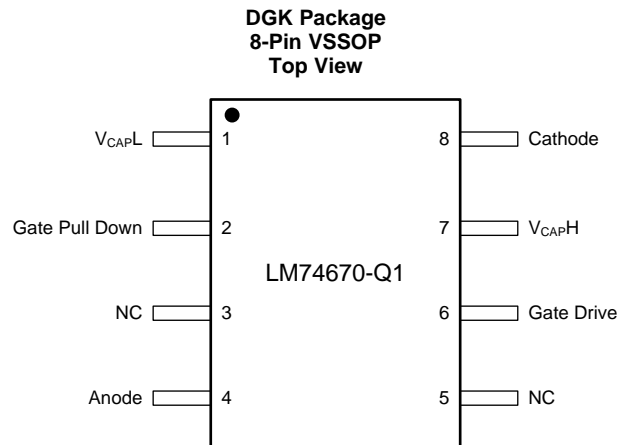 DGK Package
8-Pin VSSOP
Top View
VCAPL 1 8 Cathode
Gate Pull Down 2 7 VCAPH
LM74670-Q1
NC 3 6 Gate Drive
Anode 4 5 NC